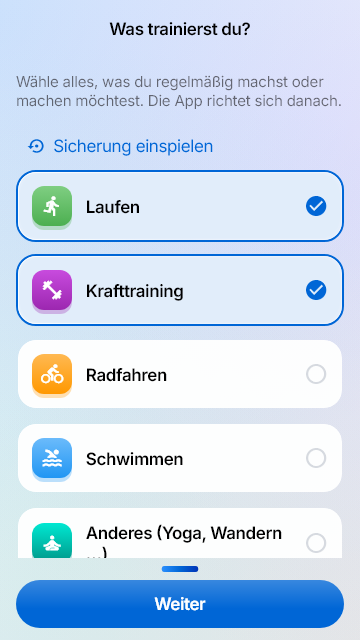 Was trainierst du?
Wähle alles, was du regelmäßig machst oder
machen möchtest. Die App richtet sich danach.
Sicherung einspielen
Laufen
Krafttraining
Radfahren
Schwimmen
Anderes (Yoga, Wandern
…)
Weiter